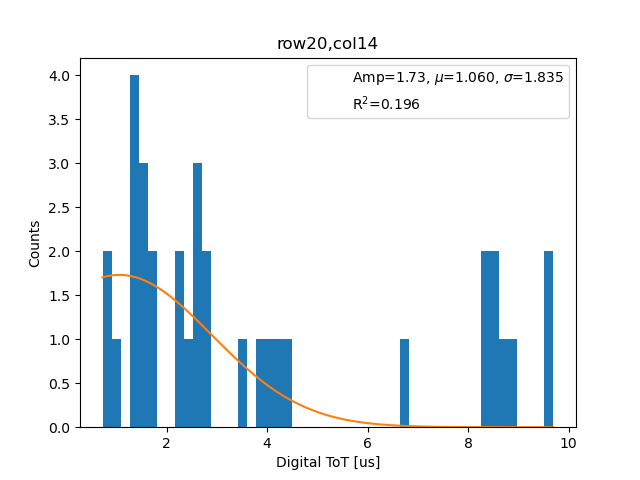 row20,col14
Amp=1.73, μ=1.060, σ=1.835
R²=0.196
4.0
3.5
3.0
2.5
2.0
1.5
1.0
0.5
0.0
Counts
2 4 6 8 10
Digital ToT [us]